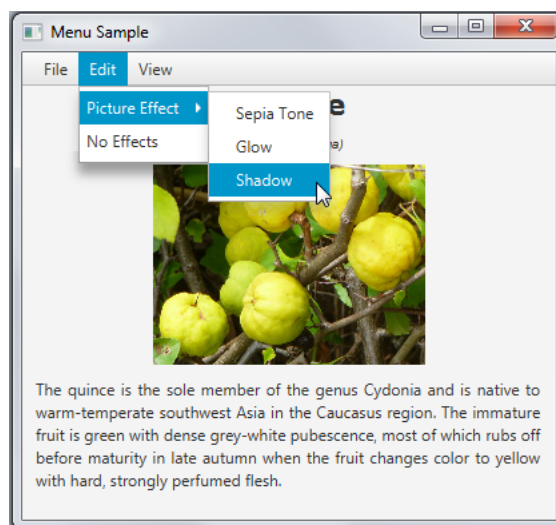 Menu Sample
File Edit View
Picture Effect
No Effects
Sepia Tone
Glow
Shadow
The quince is the sole member of the genus Cydonia and is native to
warm-temperate southwest Asia in the Caucasus region. The immature
fruit is green with dense grey-white pubescence, most of which rubs off
before maturity in late autumn when the fruit changes color to yellow
with hard, strongly perfumed flesh.